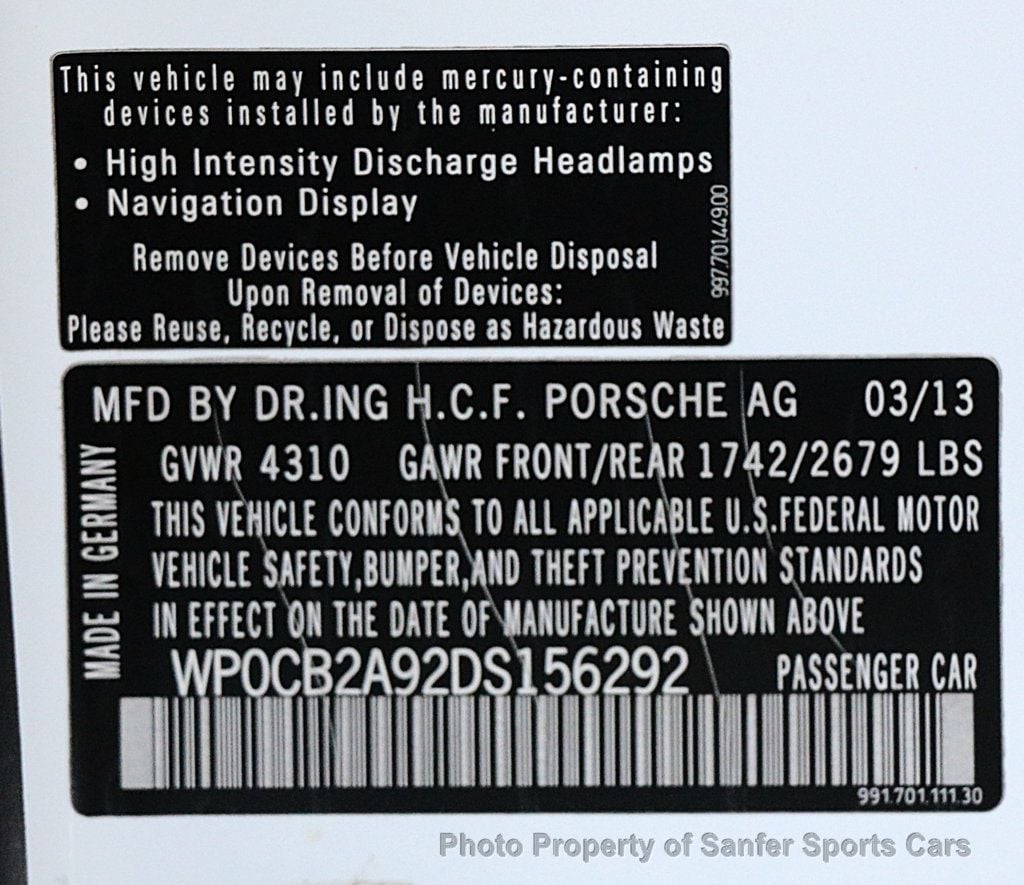 This vehicle may include mercury-containing
devices installed by the manufacturer:
• High Intensity Discharge Headlamps
• Navigation Display
Remove Devices Before Vehicle Disposal
Upon Removal of Devices:
Please Reuse, Recycle, or Dispose as Hazardous Waste
997.701.449.00
MFD BY DR.ING H.C.F. PORSCHE AG 03/13
GVWR 4310 GAWR FRONT/REAR 1742/2679 LBS
THIS VEHICLE CONFORMS TO ALL APPLICABLE U.S.FEDERAL MOTOR
VEHICLE SAFETY,BUMPER,AND THEFT PREVENTION STANDARDS
IN EFFECT ON THE DATE OF MANUFACTURE SHOWN ABOVE
WP0CB2A92DS156292 PASSENGER CAR
MADE IN GERMANY
991.701.111.30
Photo Property of Sanfer Sports Cars